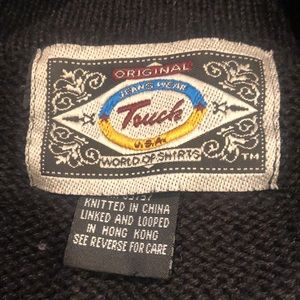 ORIGINAL
JEANS WEAR
Truck
U.S.A.
WORLD OF SHIRTS
TM
KNITTED IN CHINA
LINKED AND LOOPED
IN HONG KONG
SEE REVERSE FOR CARE